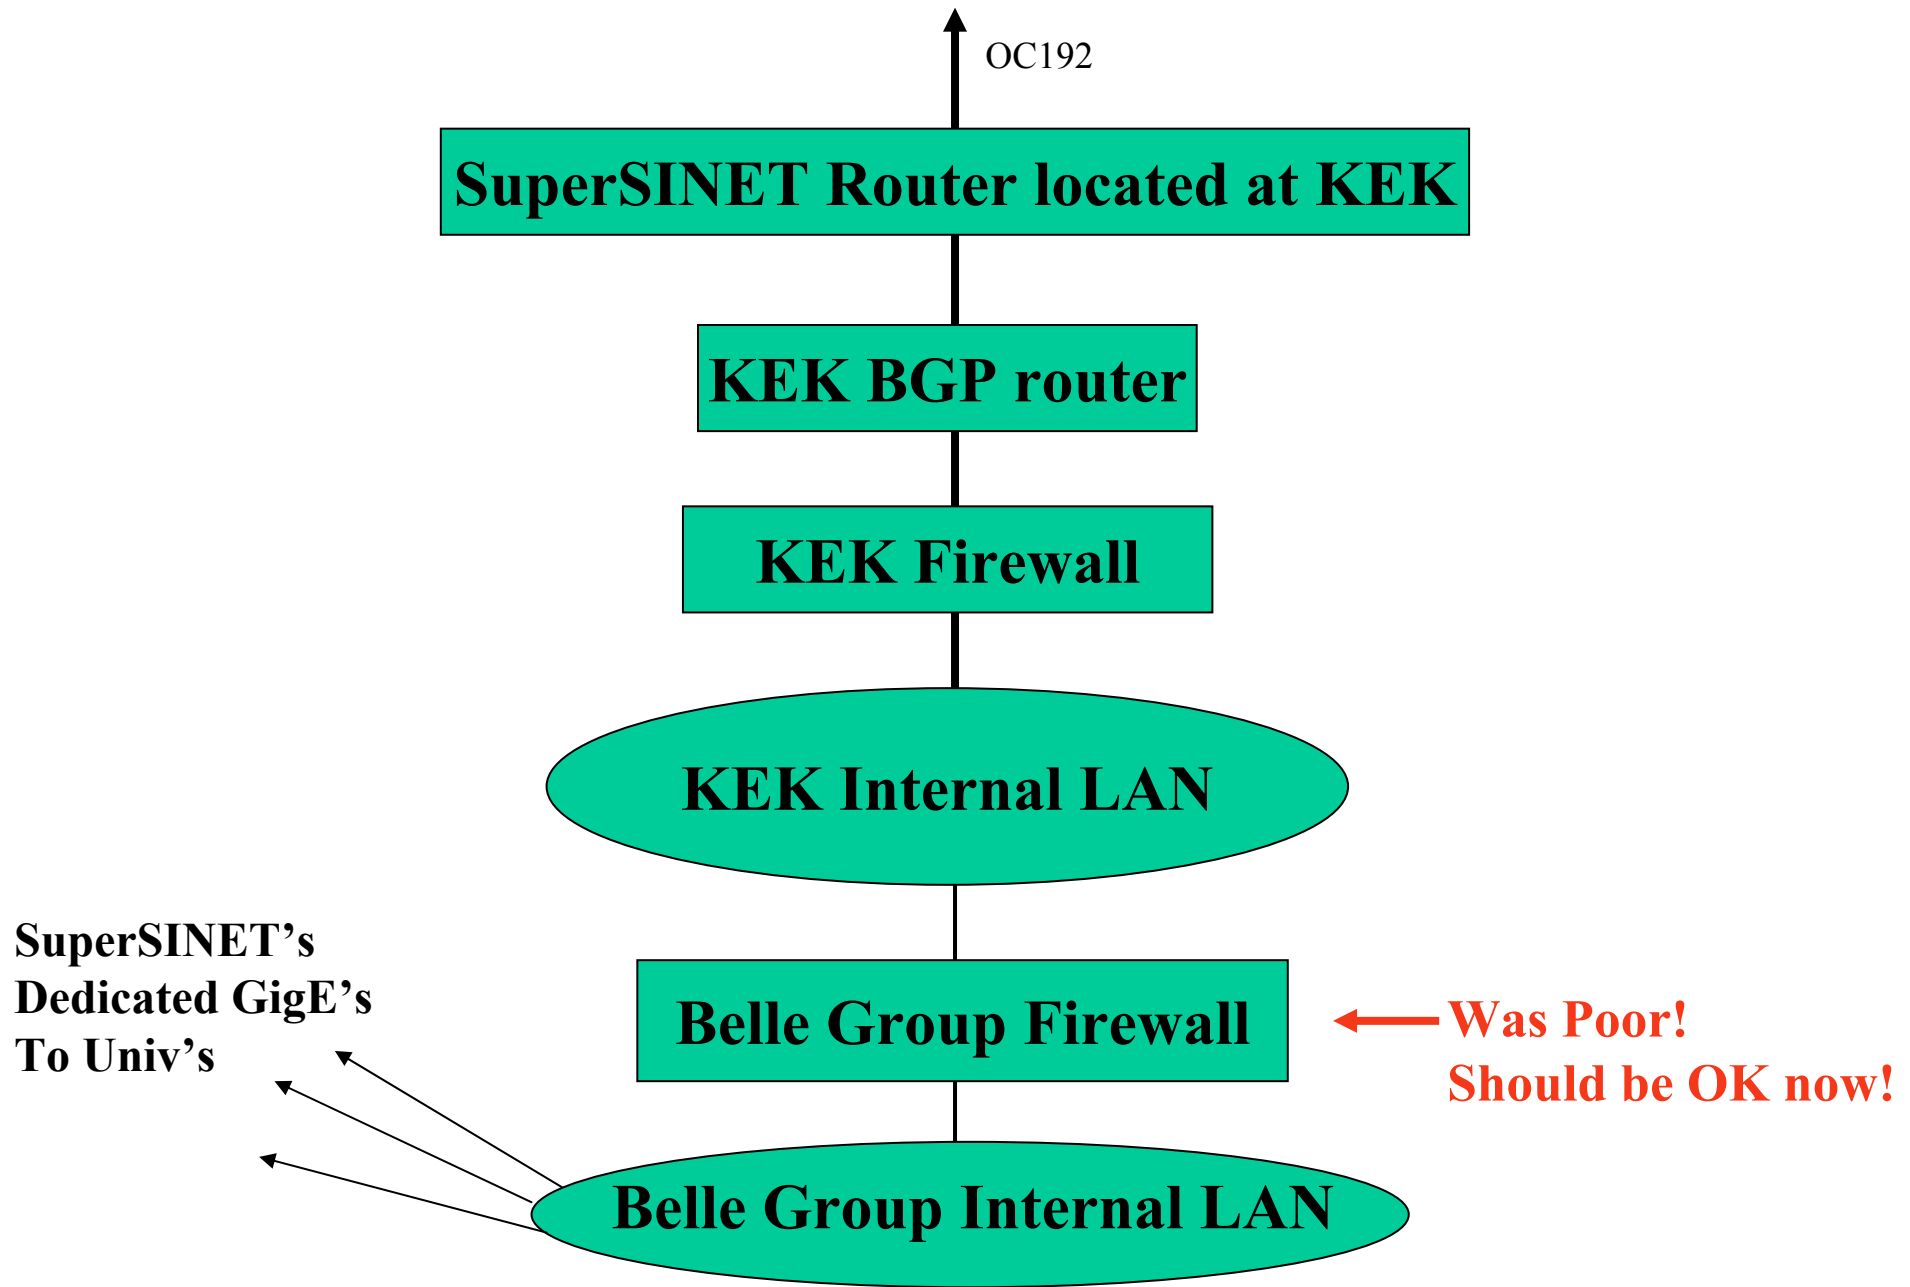 OC192
SuperSINET Router located at KEK
KEK BGP router
KEK Firewall
KEK Internal LAN
SuperSINET’s
Dedicated GigE’s
To Univ’s
Belle Group Firewall
Was Poor!
Should be OK now!
Belle Group Internal LAN